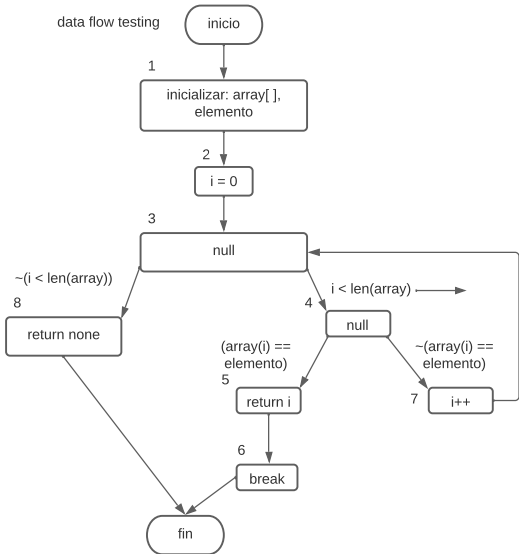 data flow testing
inicio
1
inicializar: array[ ],
elemento
2
i = 0
3
null
~(i < len(array))
i < len(array)
8
4
return none
null
(array(i) ==
elemento)
~(array(i) ==
elemento)
5
return i
7
i++
6
break
fin